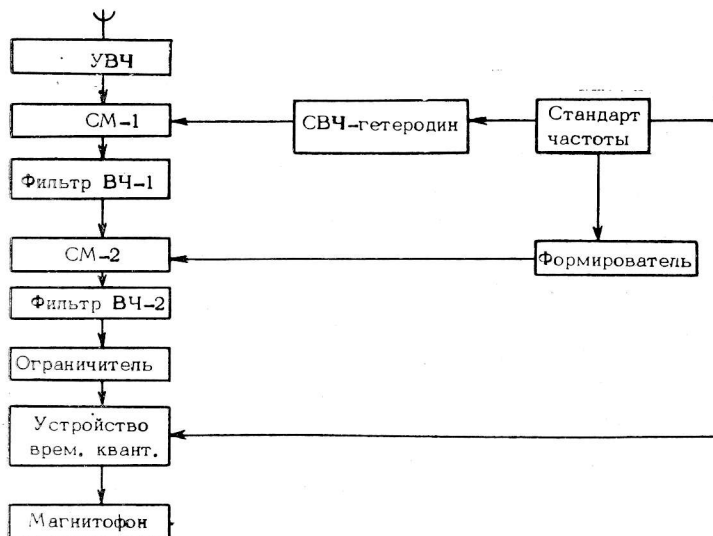 УВЧ
СМ-1
СВЧ-гетеродин
Стандарт
частоты
Фильтр ВЧ-1
СМ-2
Формирователь
Фильтр ВЧ-2
Ограничитель
Устройство
врем. квант.
Магнитофон